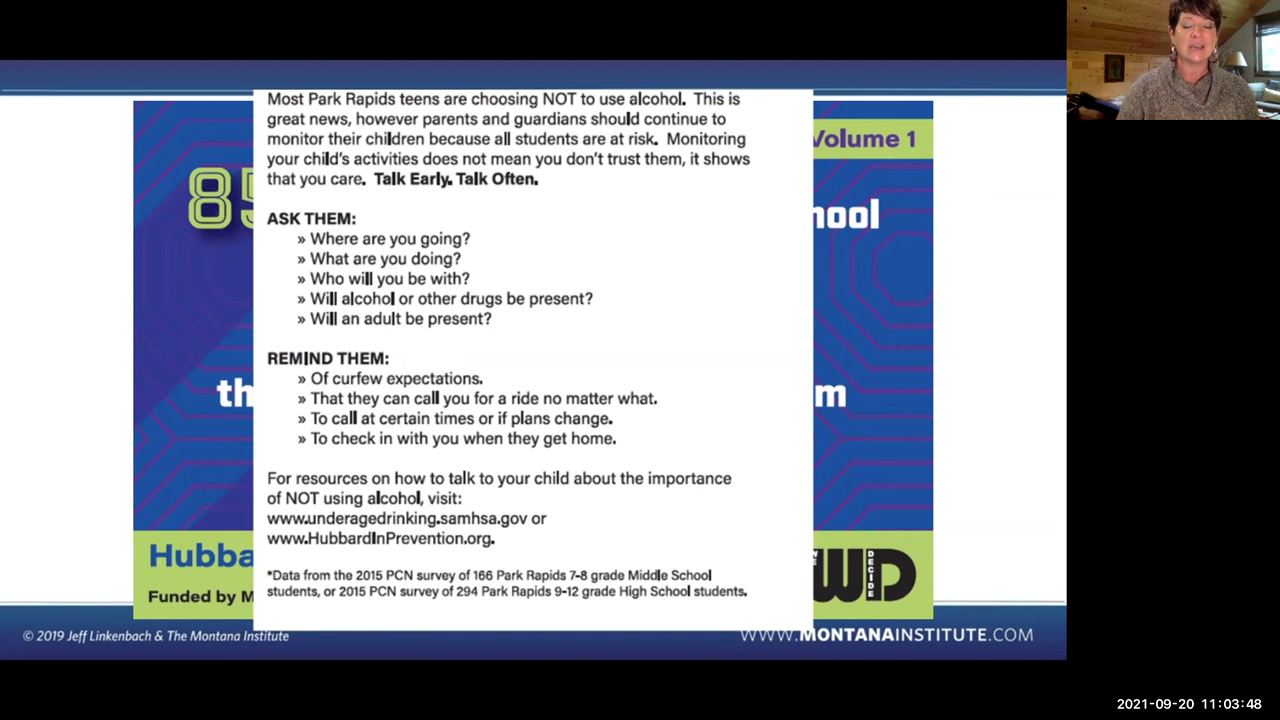 Most Park Rapids teens are choosing NOT to use alcohol. This is
great news, however parents and guardians should continue to
monitor their children because all students are at risk. Monitoring
your child's activities does not mean you don't trust them, it shows
that you care. Talk Early. Talk Often.
ASK THEM:
» Where are you going?
» What are you doing?
» Who will you be with?
» Will alcohol or other drugs be present?
» Will an adult be present?
REMIND THEM:
» Of curfew expectations.
» That they can call you for a ride no matter what.
» To call at certain times or if plans change.
» To check in with you when they get home.
For resources on how to talk to your child about the importance
of NOT using alcohol, visit:
www.underagedrinking.samhsa.gov or
www.HubbardInPrevention.org.
*Data from the 2015 PCN survey of 166 Park Rapids 7-8 grade Middle School
students, or 2015 PCN survey of 294 Park Rapids 9-12 grade High School students.
Volume 1
85
hool
th
m
Hubba
Funded by M
WE DECIDE
WD
© 2019 Jeff Linkenbach & The Montana Institute
WWW.MONTANAINSTITUTE.COM
2021-09-20 11:03:48